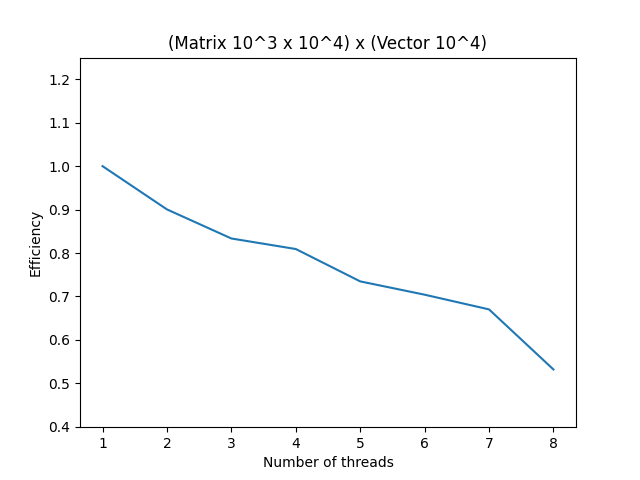 (Matrix 10^3 x 10^4) x (Vector 10^4)
1.2
1.1
1.0
0.9
0.8
0.7
0.6
0.5
0.4
Efficiency
1 2 3 4 5 6 7 8
Number of threads